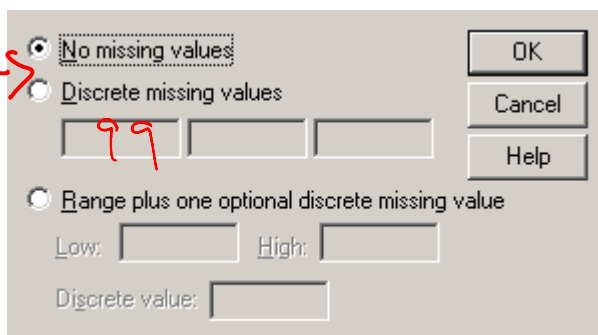 No missing values
OK
Discrete missing values
Cancel
99
Help
Range plus one optional discrete missing value
Low:
High:
Discrete value: